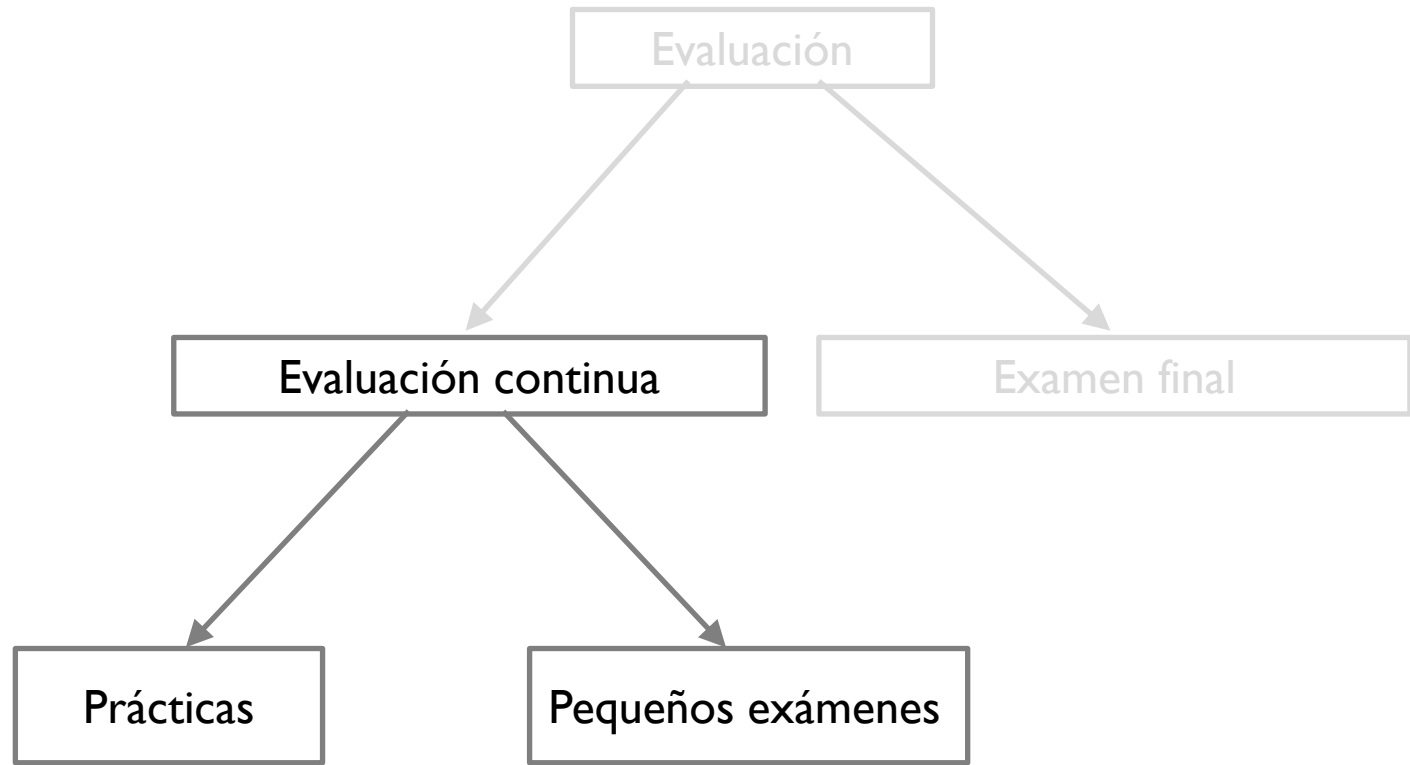 Evaluación
Evaluación continua
Examen final
Prácticas
Pequeños exámenes